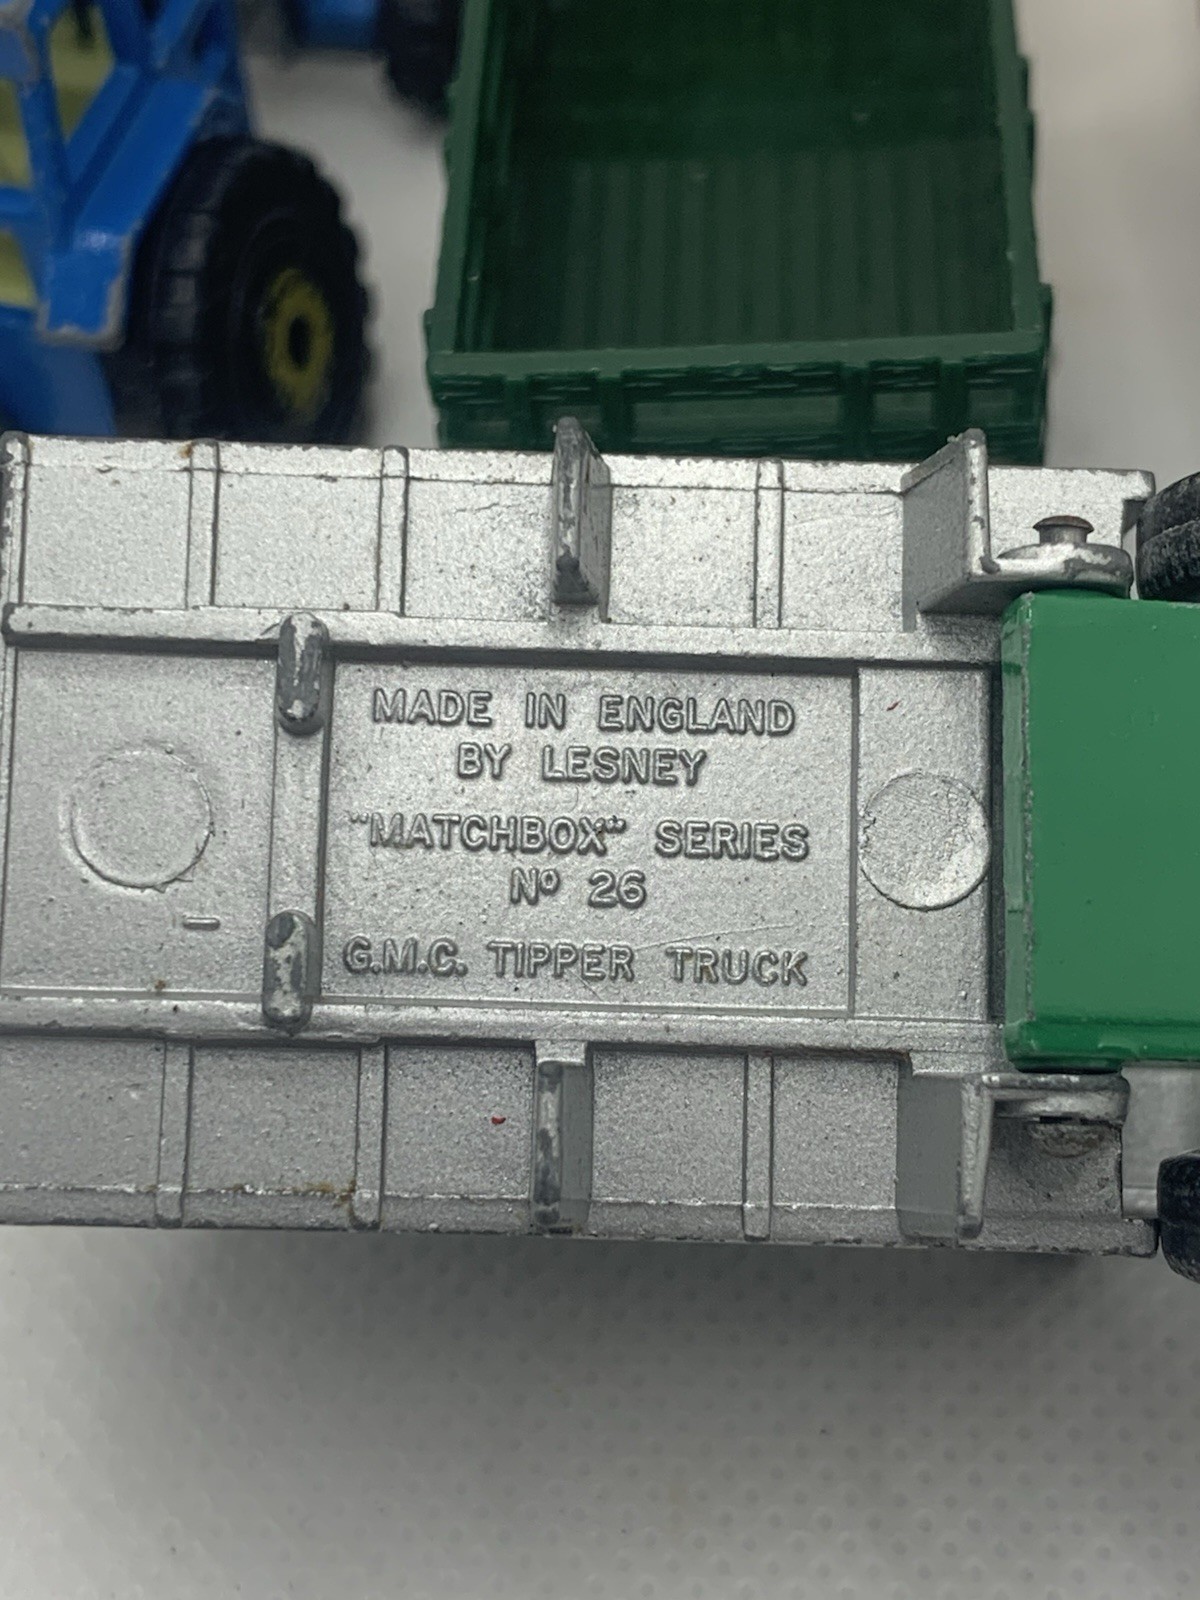 MADE IN ENGLAND
BY LESNEY
"MATCHBOX" SERIES
Nº 26
G.M.C. TIPPER TRUCK